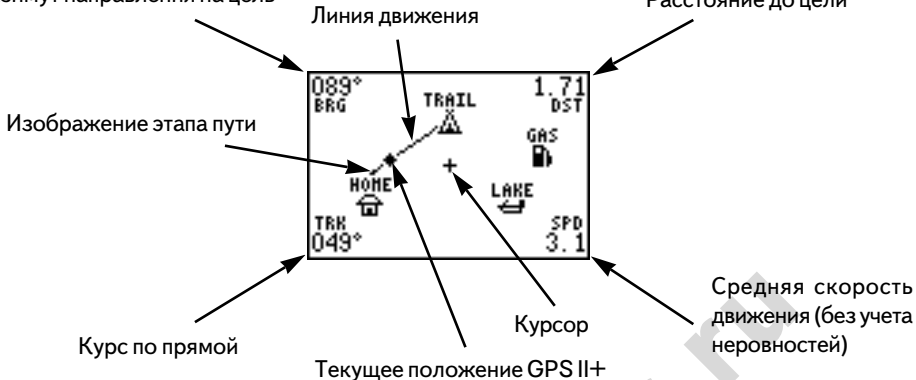 направления на цель
Расстояние до цели
Линия движения
089°
BRG
TRAIL
1.71
DST
GAS
Изображение этапа пути
HOME
LAKE
TRK
049°
SPD
3.1
Средняя скорость
движения (без учета
неровностей)
Курсор
Курс по прямой
Текущее положение GPS II+